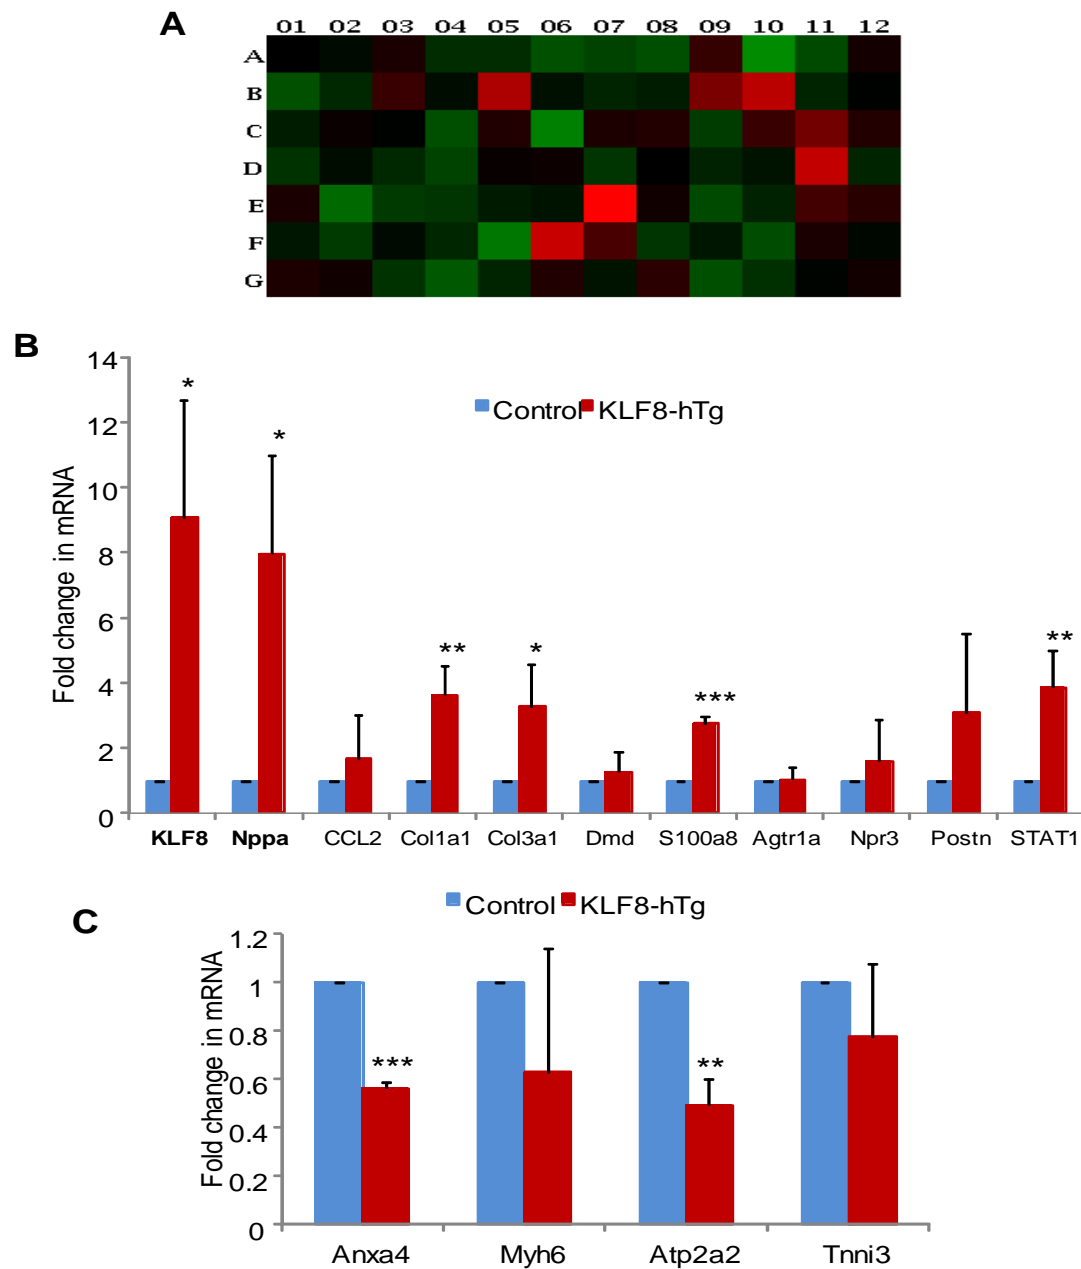 A
01 02 03 04 05 06 07 08 09 10 11 12
A
B
C
D
E
F
G
B
14
12
10
8
6
4
2
0
Fold change in mRNA
Control KLF8-hTg
* * ** * *** **
KLF8 Nppa CCL2 Col1a1 Col3a1 Dmd S100a8 Agtr1a Npr3 Postn STAT1
C
Control KLF8-hTg
1.2
1
0.8
0.6
0.4
0.2
0
Fold change in mRNA
*** **
Anxa4 Myh6 Atp2a2 Tnni3